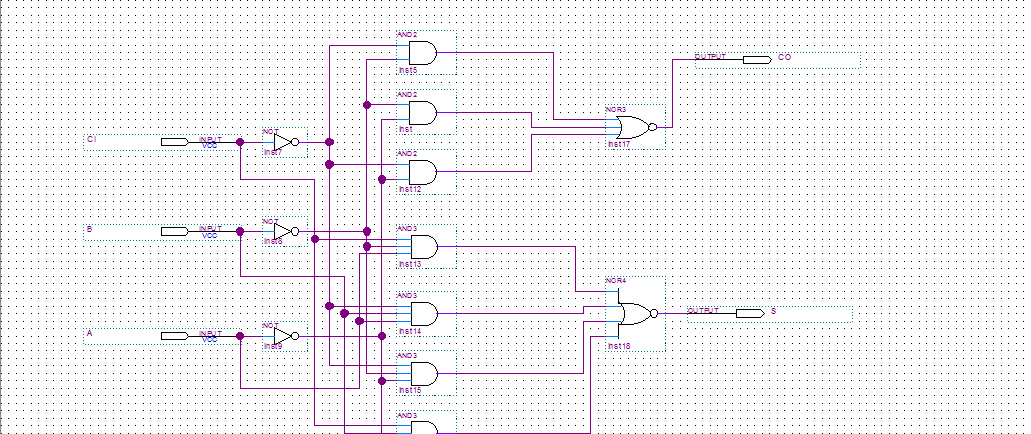 AND2
inst5
OUTPUT CO
AND2
inst
NOR3
inst17
CI INPUT
VCC
NOT
inst7
AND2
inst12
B INPUT
VCC
NOT
inst8
AND3
inst13
NOR4
inst18
AND3
inst14
OUTPUT S
A INPUT
VCC
NOT
inst9
AND3
inst15
AND3